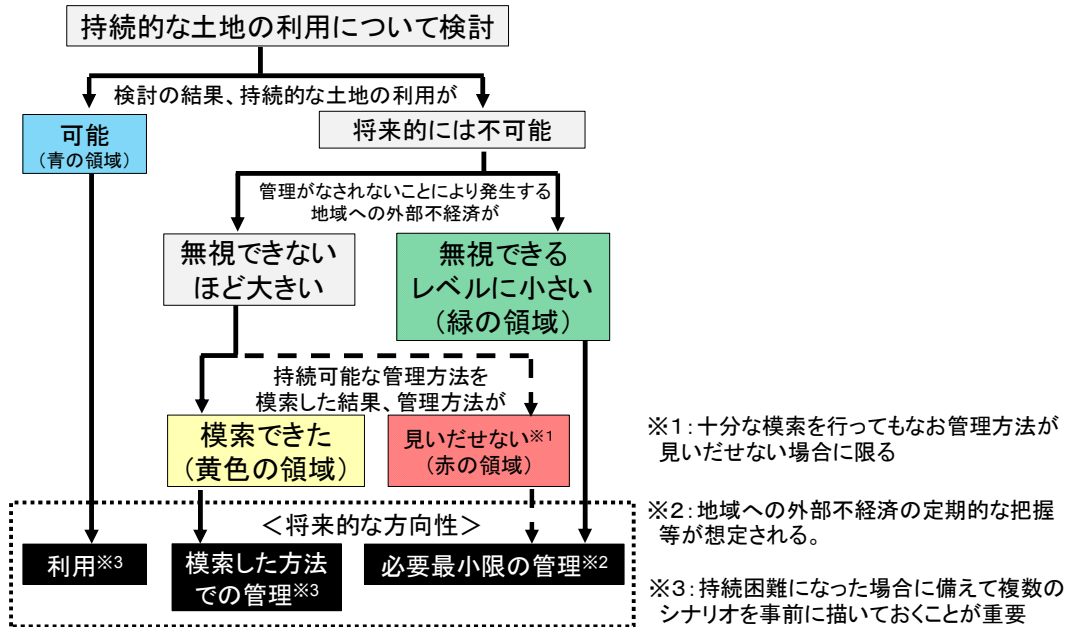 持続的な土地の利用について検討
検討の結果、持続的な土地の利用が
可能
（青の領域）
将来的には不可能
管理がなされないことにより発生する
地域への外部不経済が
無視できない
ほど大きい
無視できる
レベルに小さい
（緑の領域）
持続可能な管理方法を
模索した結果、管理方法が
模索できた
（黄色の領域）
見いだせない※1
（赤の領域）
＜将来的な方向性＞
利用※3
模索した方法
での管理※3
必要最小限の管理※2
※１：十分な模索を行ってもなお管理方法が
見いだせない場合に限る
※２：地域への外部不経済の定期的な把握
等が想定される。
※３：持続困難になった場合に備えて複数の
シナリオを事前に描いておくことが重要